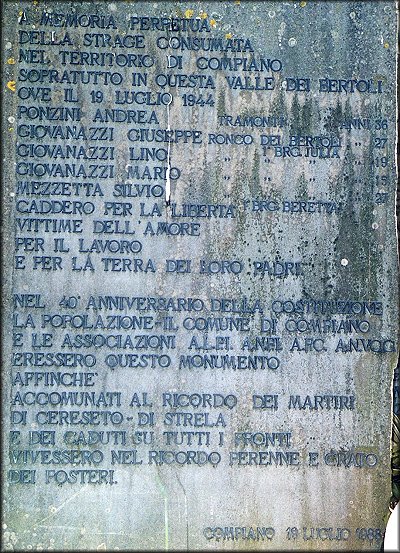 A MEMORIA PERPETUA
DELLA STRAGE CONSUMATA
NEL TERRITORIO DI COMPIANO
SOPRATUTTO IN QUESTA VALLE DEI BERTOLI
OVE IL 19 LUGLIO 1944
PONZINI ANDREA TRAMONTI ANNI 36
GIOVANAZZI GIUSEPPE RONCO DEI BERTOLI " 27
GIOVANAZZI LINO " " BRG. JULIA " 19
GIOVANAZZI MARIO " " " 15
MEZZETTA SILVIO " BRG. BERETTA " 27
CADDERO PER LA LIBERTA'
VITTIME DELL'AMORE
PER IL LAVORO
E PER LA TERRA DEI LORO PADRI.
NEL 40° ANNIVERSARIO DELLA COSTITUZIONE
LA POPOLAZIONE - IL COMUNE DI COMPIANO
E LE ASSOCIAZIONI A.L.P.I. A.N.P.I. A.P.C. A.N.V.C.G.
ERESSERO QUESTO MONUMENTO
AFFINCHE'
ACCOMUNATI AL RICORDO DEI MARTIRI
DI CERESETO - DI STRELA
E DEI CADUTI SU TUTTI I FRONTI
VIVESSERO NEL RICORDO PERENNE E GRATO
DEI POSTERI.
COMPIANO 19 LUGLIO 1988